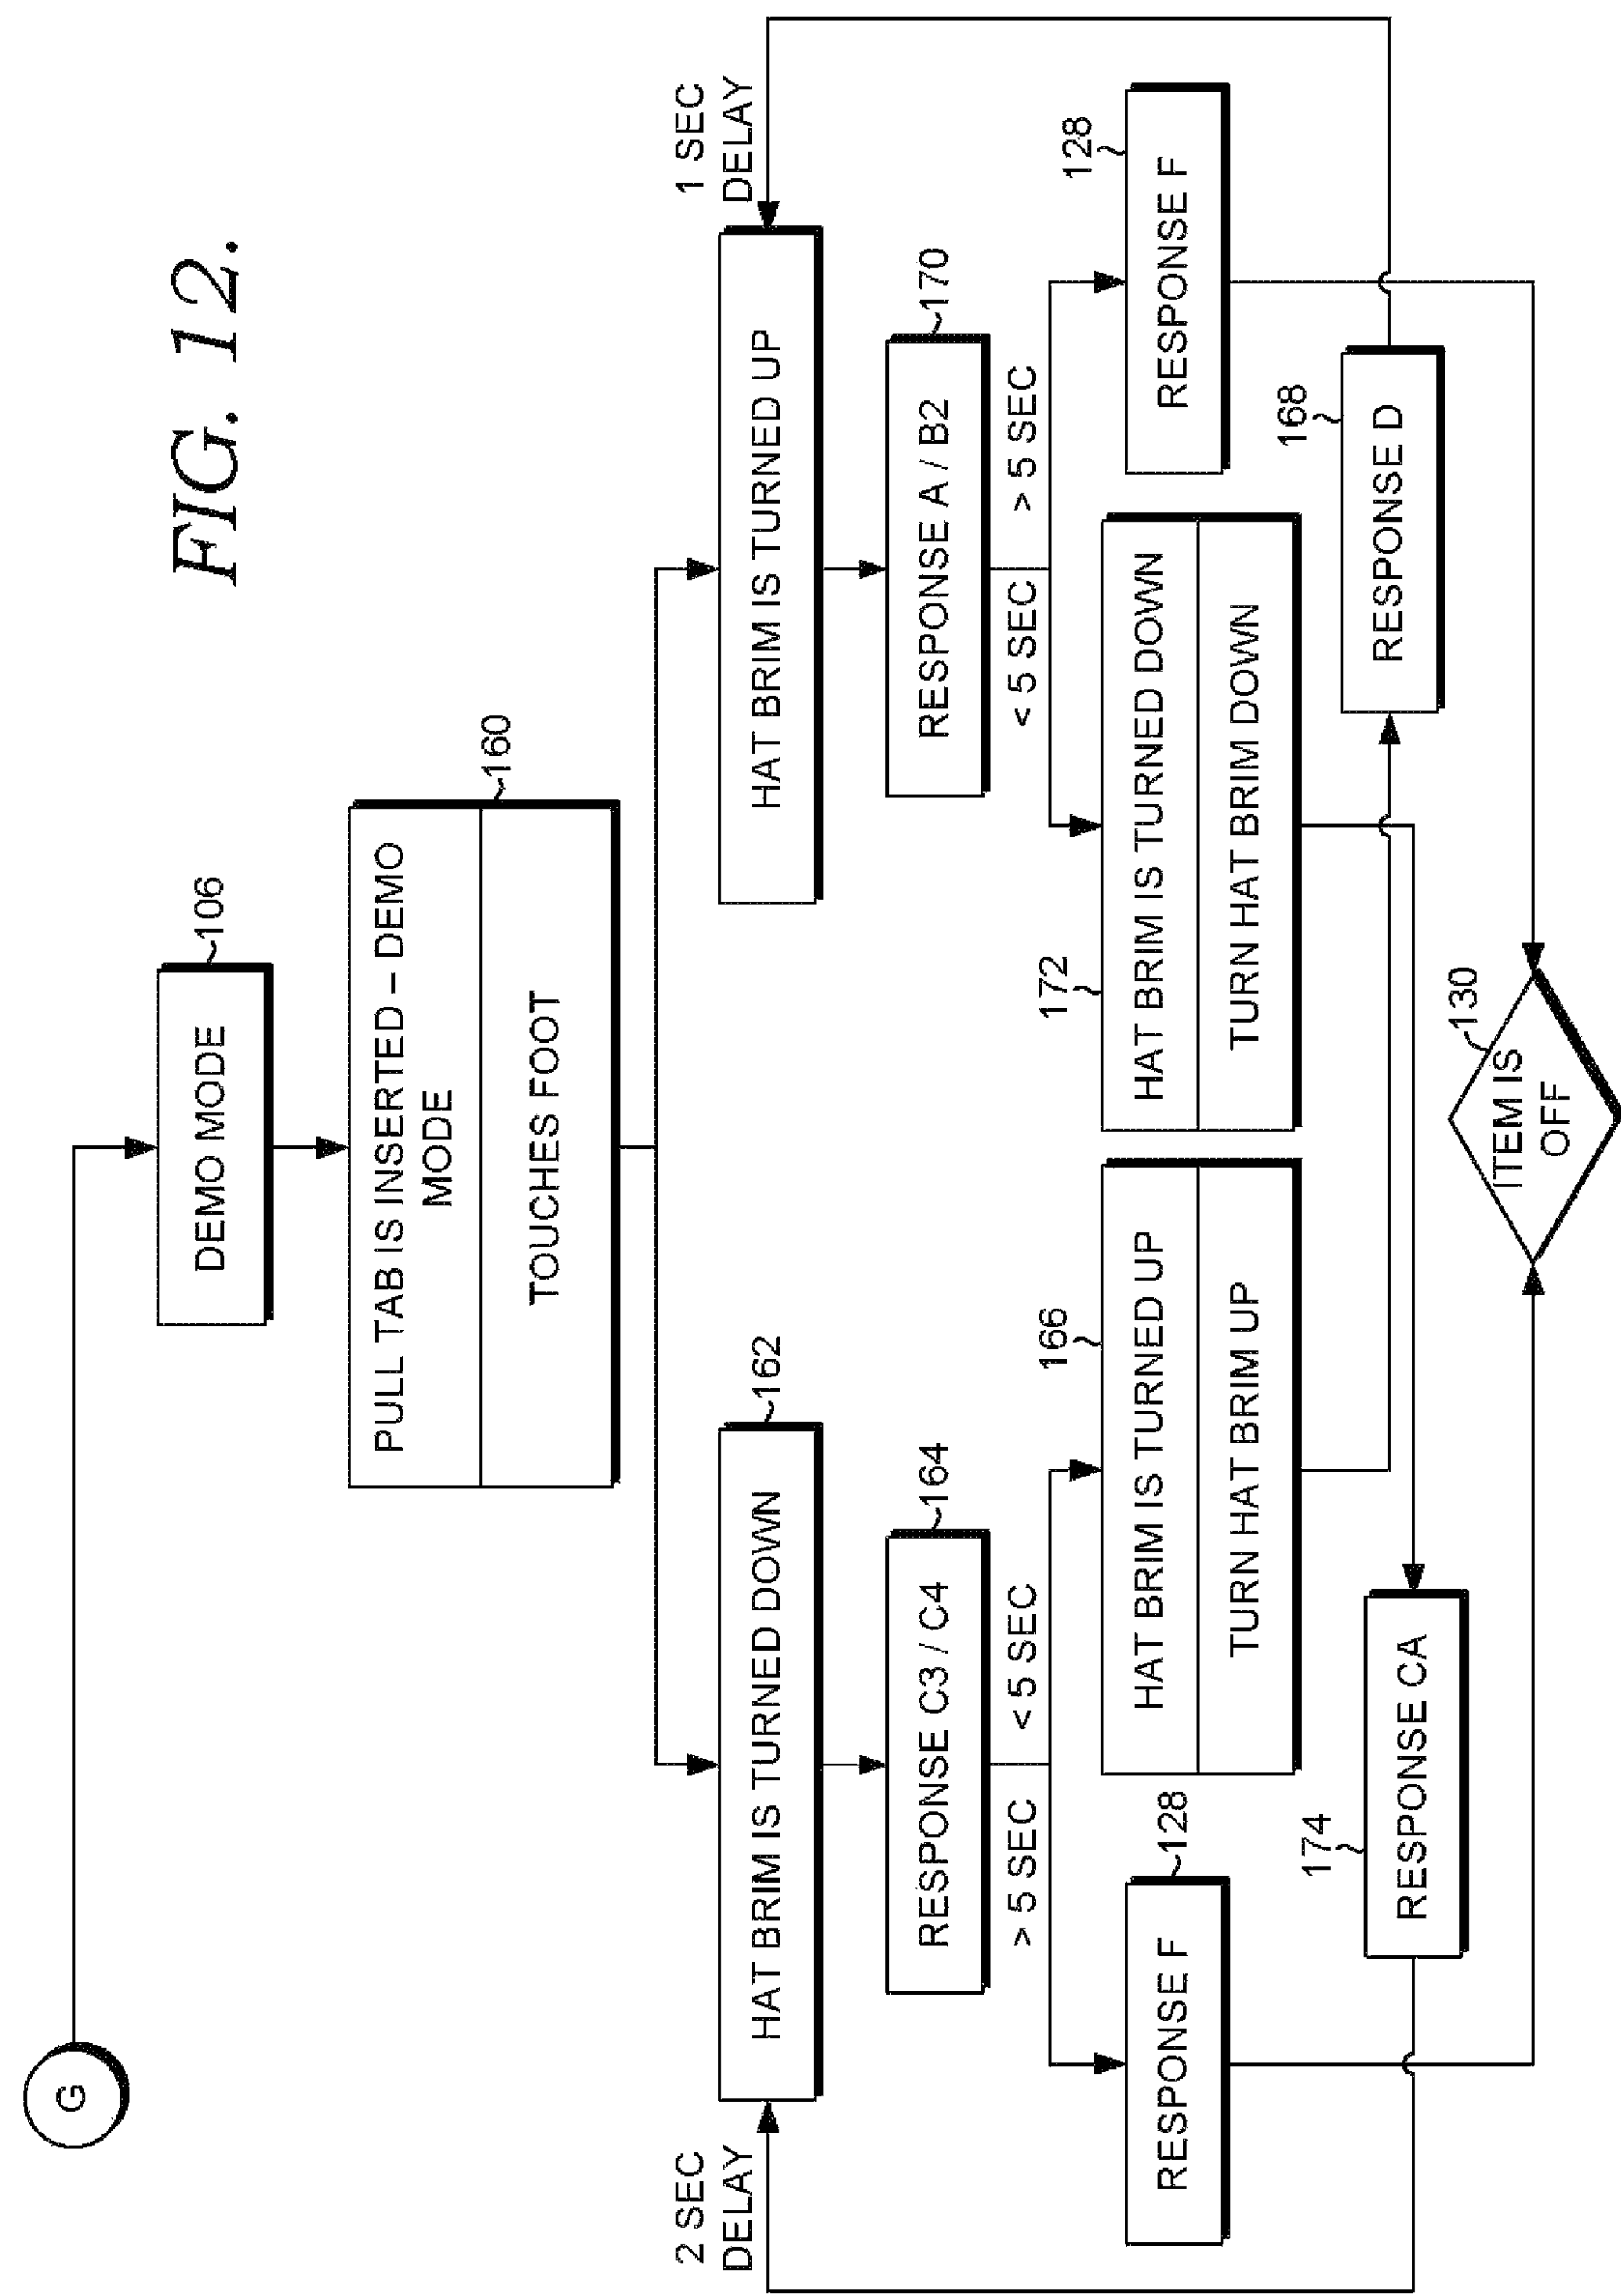 FIG. 12.
G
DEMO MODE
106
PULL TAB IS INSERTED – DEMO
MODE
TOUCHES FOOT
160
2 SEC
DELAY
HAT BRIM IS TURNED DOWN
162
HAT BRIM IS TURNED UP
1 SEC
DELAY
RESPONSE C3 / C4
164
RESPONSE A / B2
170
> 5 SEC
< 5 SEC
< 5 SEC
> 5 SEC
RESPONSE F
128
166
HAT BRIM IS TURNED UP
TURN HAT BRIM UP
172
HAT BRIM IS TURNED DOWN
TURN HAT BRIM DOWN
128
RESPONSE F
174
RESPONSE CA
168
RESPONSE D
ITEM IS
OFF
130